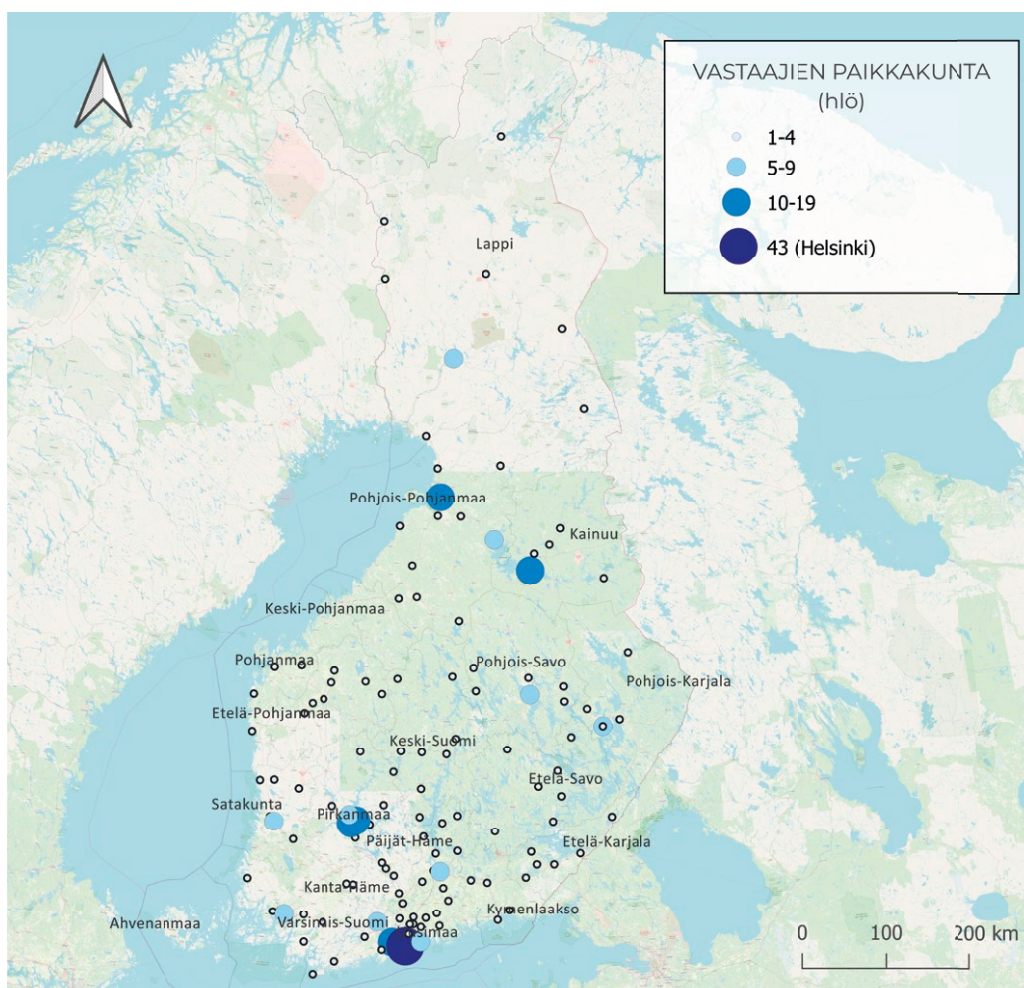 VASTAAJIEN PAIKKAKUNTA
(hlö)
1-4
5-9
10-19
43 (Helsinki)
Lappi
Pohjois-Pohjanmaa
Kainuu
Keski-Pohjanmaa
Pohjanmaa
Pohjois-Savo
Pohjois-Karjala
Etelä-Pohjanmaa
Keski-Suomi
Etelä-Savo
Satakunta
Pirkanmaa
Päijät-Häme
Etelä-Karjala
Kanta-Häme
Kymenlaakso
Ahvenanmaa
Varsinais-Suomi
Uusimaa
0 100 200 km